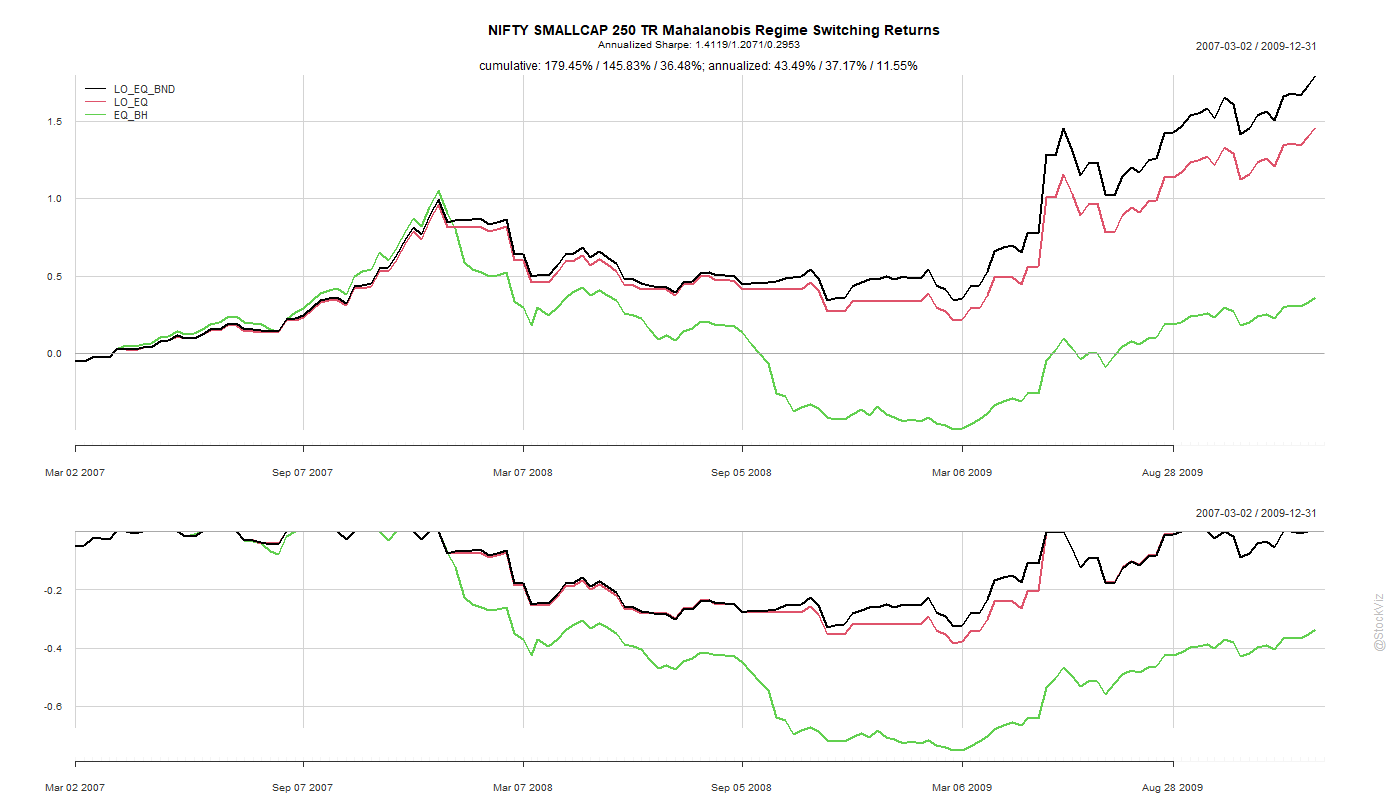 NIFTY SMALLCAP 250 TR Mahalanobis Regime Switching Returns
Annualized Sharpe: 1.4119/1.2071/0.2953
2007-03-02 / 2009-12-31
cumulative: 179.45% / 145.83% / 36.48%; annualized: 43.49% / 37.17% / 11.55%
LO_EQ_BND
LO_EQ
EQ_BH
1.5
1.0
0.5
0.0
Mar 02 2007 Sep 07 2007 Mar 07 2008 Sep 05 2008 Mar 06 2009 Aug 28 2009
2007-03-02 / 2009-12-31
-0.2
-0.4
-0.6
Mar 02 2007 Sep 07 2007 Mar 07 2008 Sep 05 2008 Mar 06 2009 Aug 28 2009
@StockViz